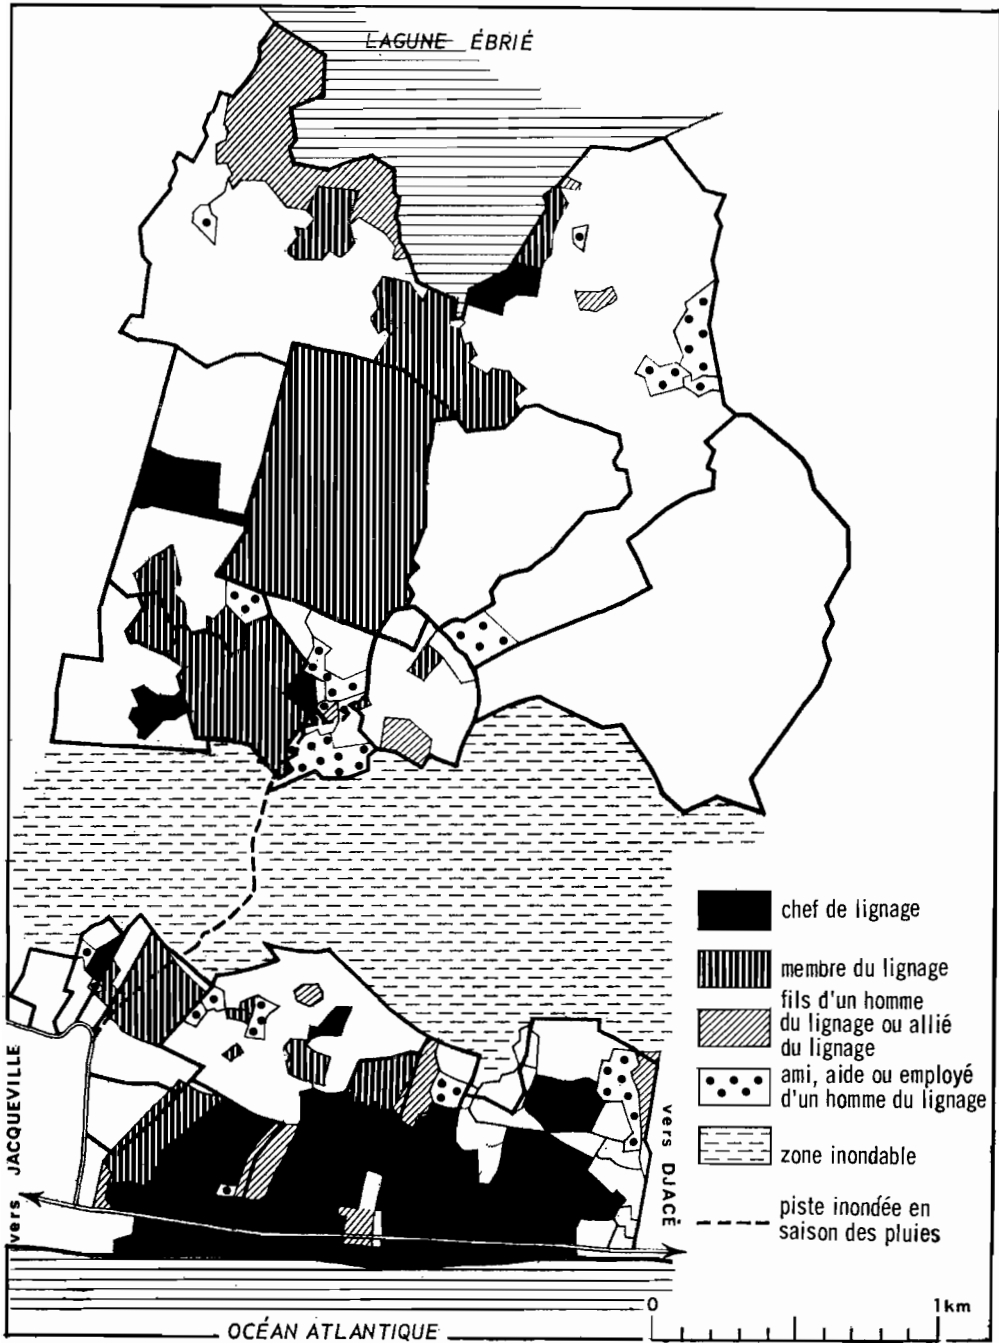 LAGUNE ÉBRIÉ
chef de lignage
membre du lignage
fils d'un homme
du lignage ou allié
du lignage
ami, aide ou employé
d'un homme du lignage
zone inondable
piste inondée en
saison des pluies
vers JACQUEVILLE
vers DJACÉ
0 1km
OCÉAN ATLANTIQUE